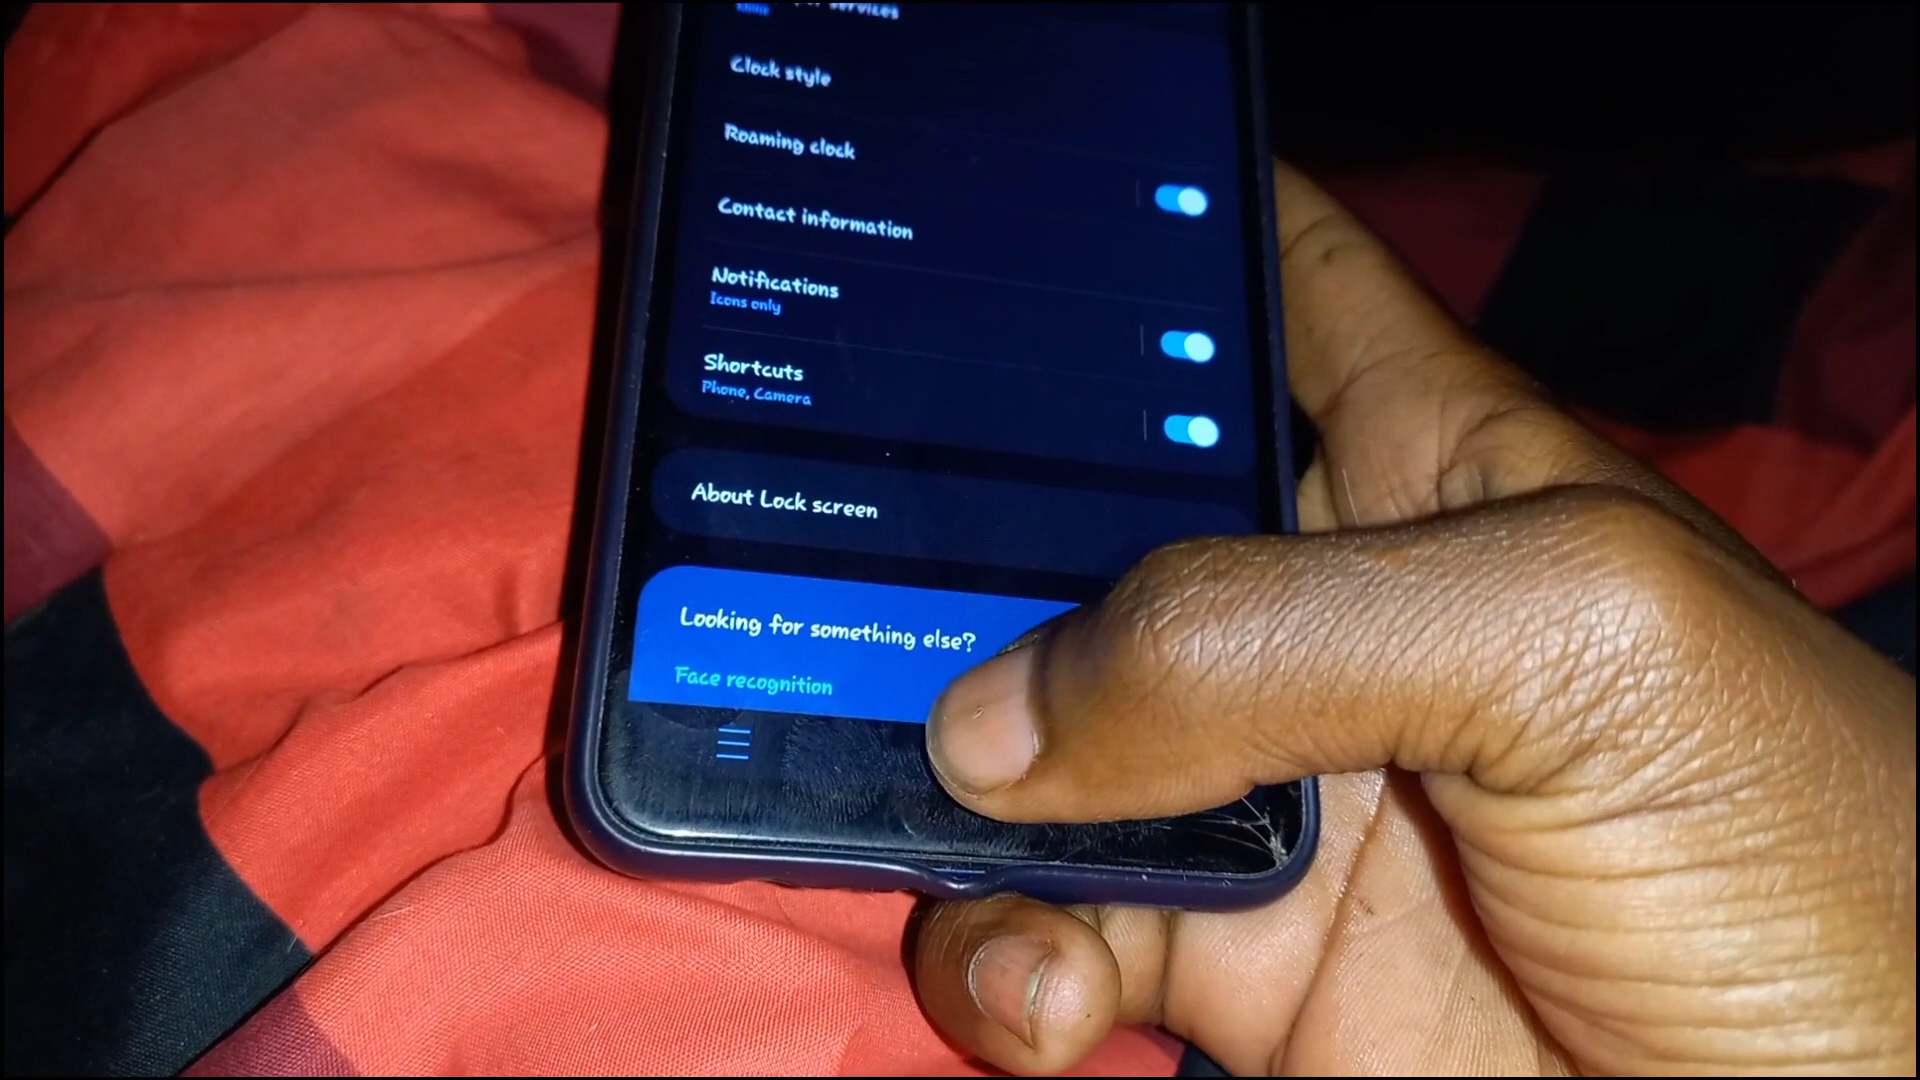 services
Clock style
Roaming clock
Contact information
Notifications
Icons only
Shortcuts
Phone, Camera
About Lock screen
Looking for something else?
Face recognition